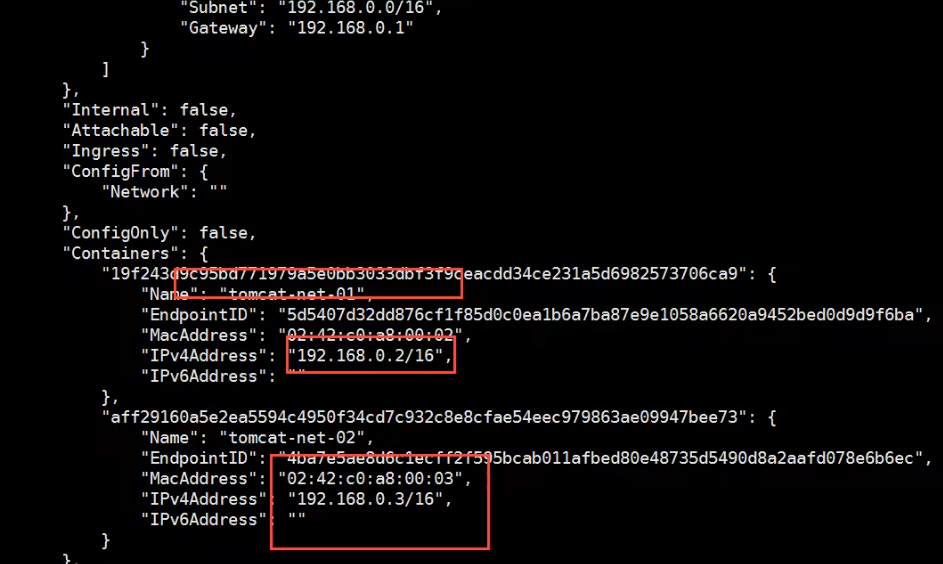 "Subnet": "192.168.0.0/16",
"Gateway": "192.168.0.1"
}
]
},
"Internal": false,
"Attachable": false,
"Ingress": false,
"ConfigFrom": {
"Network": ""
},
"ConfigOnly": false,
"Containers": {
"19f243d9c95bd771979a5e0bb3033dbf3f9deacdd34ce231a5d6982573706ca9": {
"Name": "tomcat-net-01",
"EndpointID": "5d5407d32dd876cf1f85d0c0ea1b6a7ba87e9e1058a6620a9452bed0d9d9f6ba",
"MacAddress": "02:42:c0:a8:00:02",
"IPv4Address": "192.168.0.2/16",
"IPv6Address": ""
},
"aff29160a5e2ea5594c4950f34cd7c932c8e8cfae54eec979863ae09947bee73": {
"Name": "tomcat-net-02",
"EndpointID": "4ba7e5ae8d6c1ecff2f595bcab011afbed80e48735d5490d8a2aafd078e6b6ec",
"MacAddress": "02:42:c0:a8:00:03",
"IPv4Address": "192.168.0.3/16",
"IPv6Address": ""
}
},